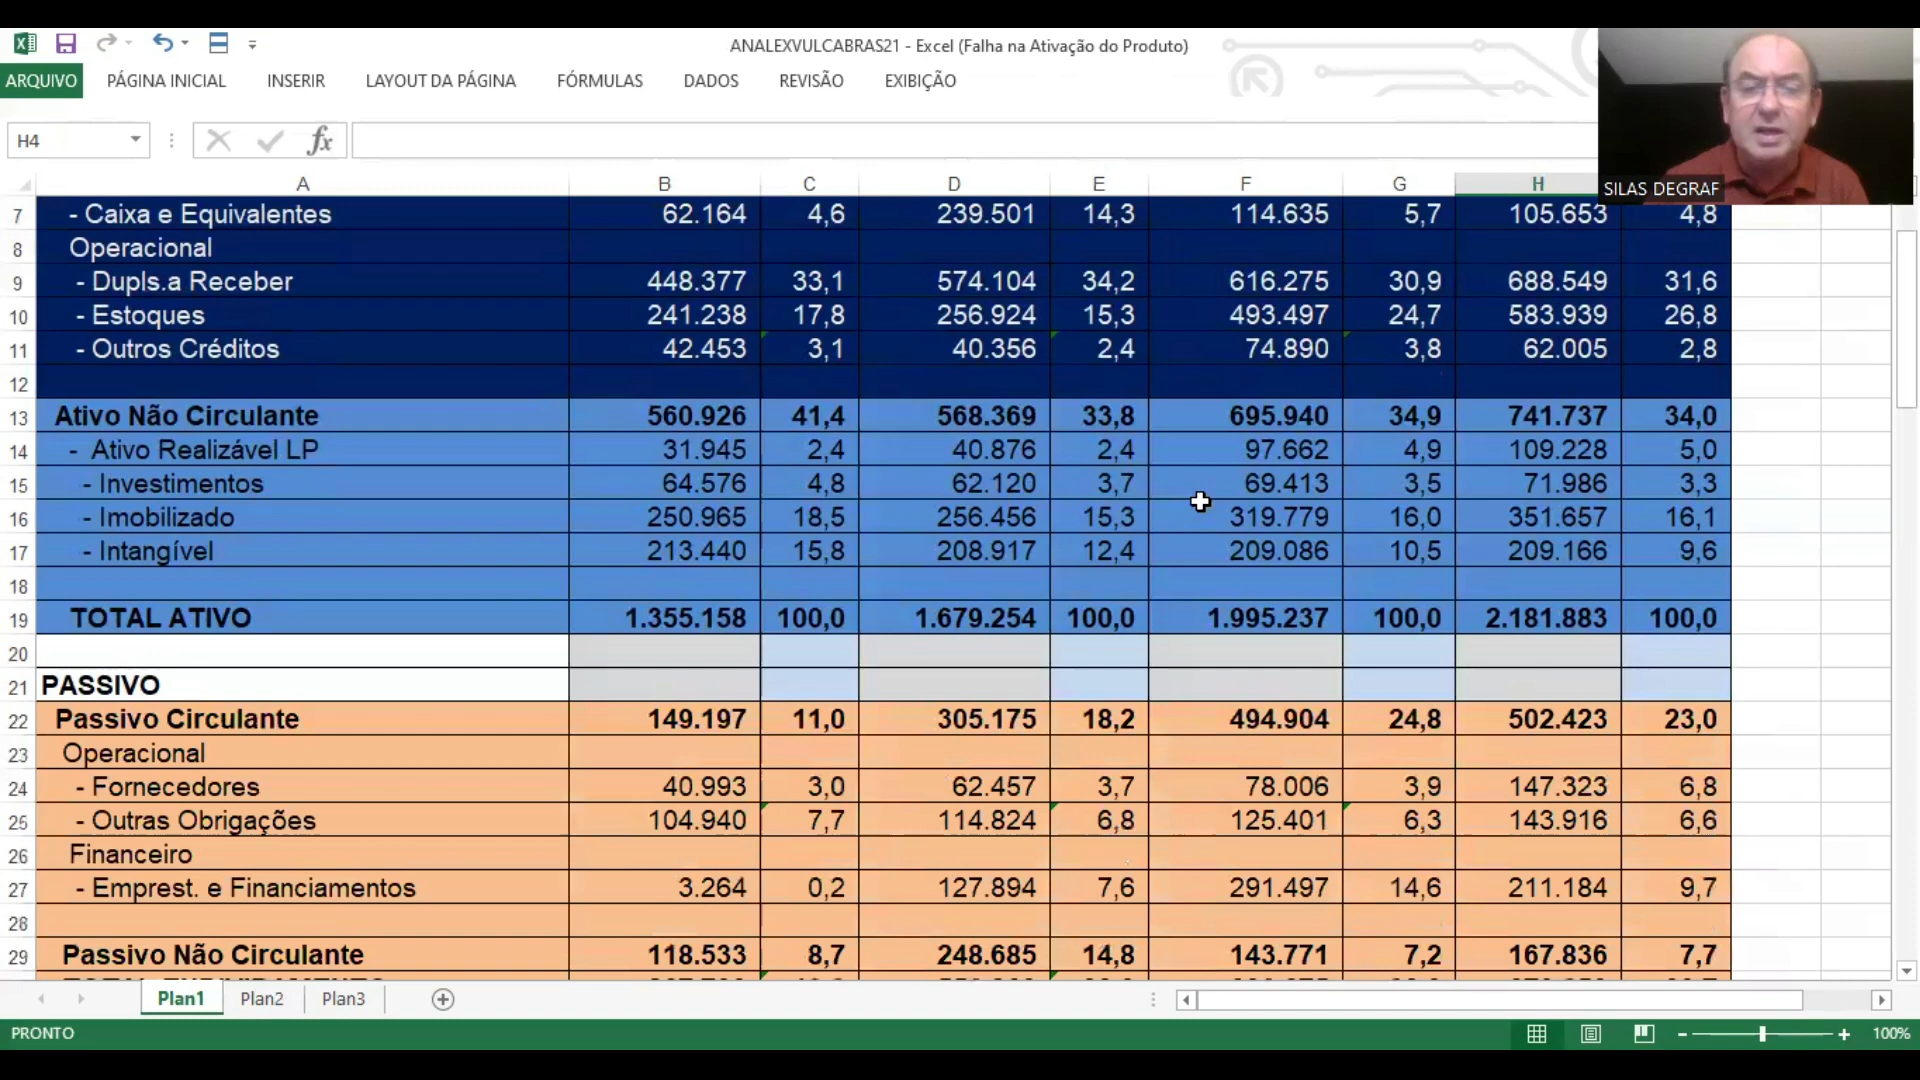 ANALEXVULCABRAS21 - Excel (Falha na Ativação do Produto)
ARQUIVO PÁGINA INICIAL INSERIR LAYOUT DA PÁGINA FÓRMULAS DADOS REVISÃO EXIBIÇÃO
H4 fx
SILAS DEGRAF
A B C D E F G H
7 - Caixa e Equivalentes 62.164 4,6 239.501 14,3 114.635 5,7 105.653 4,8
8 Operacional
9 - Dupls.a Receber 448.377 33,1 574.104 34,2 616.275 30,9 688.549 31,6
10 - Estoques 241.238 17,8 256.924 15,3 493.497 24,7 583.939 26,8
11 - Outros Créditos 42.453 3,1 40.356 2,4 74.890 3,8 62.005 2,8
12
13 Ativo Não Circulante 560.926 41,4 568.369 33,8 695.940 34,9 741.737 34,0
14 - Ativo Realizável LP 31.945 2,4 40.876 2,4 97.662 4,9 109.228 5,0
15 - Investimentos 64.576 4,8 62.120 3,7 69.413 3,5 71.986 3,3
16 - Imobilizado 250.965 18,5 256.456 15,3 319.779 16,0 351.657 16,1
17 - Intangível 213.440 15,8 208.917 12,4 209.086 10,5 209.166 9,6
18
19 TOTAL ATIVO 1.355.158 100,0 1.679.254 100,0 1.995.237 100,0 2.181.883 100,0
20
21 PASSIVO
22 Passivo Circulante 149.197 11,0 305.175 18,2 494.904 24,8 502.423 23,0
23 Operacional
24 - Fornecedores 40.993 3,0 62.457 3,7 78.006 3,9 147.323 6,8
25 - Outras Obrigações 104.940 7,7 114.824 6,8 125.401 6,3 143.916 6,6
26 Financeiro
27 - Emprest. e Financiamentos 3.264 0,2 127.894 7,6 291.497 14,6 211.184 9,7
28
29 Passivo Não Circulante 118.533 8,7 248.685 14,8 143.771 7,2 167.836 7,7
Plan1 Plan2 Plan3
PRONTO 100%